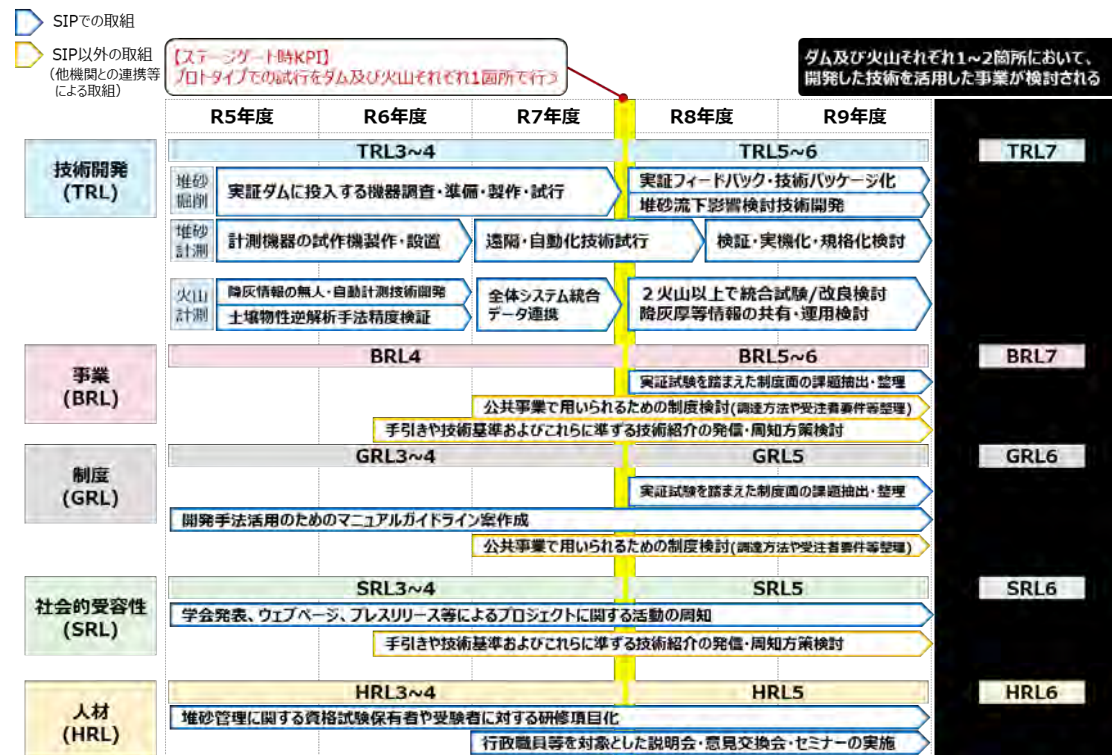 SIPでの取組
SIP以外の取組
(他機関との連携等
による取組)
【ステージゲート時KPI】
プロトタイプでの試行をダム及び火山それぞれ1箇所で行う
ダム及び火山それぞれ1~2箇所において、
開発した技術を活用した事業が検討される
R5年度 R6年度 R7年度 R8年度 R9年度
技術開発
(TRL)
TRL3~4 TRL5~6 TRL7
堆砂
掘削
実証ダムに投入する機器調査・準備・製作・試行
実証フィードバック・技術パッケージ化
堆砂流下影響検討技術開発
堆砂
計測
計測機器の試作機製作・設置
遠隔・自動化技術試行
検証・実機化・規格化検討
火山
計測
降灰情報の無人・自動計測技術開発
土壌物性逆解析手法精度検証
全体システム統合
データ連携
2火山以上で統合試験/改良検討
降灰厚等情報の共有・運用検討
事業
(BRL)
BRL4 BRL5~6 BRL7
実証試験を踏まえた制度面の課題抽出・整理
公共事業で用いられるための制度検討(調達方法や受注者要件等整理)
手引きや技術基準およびこれらに準ずる技術紹介の発信・周知方策検討
制度
(GRL)
GRL3~4 GRL5 GRL6
実証試験を踏まえた制度面の課題抽出・整理
開発手法活用のためのマニュアルガイドライン案作成
公共事業で用いられるための制度検討(調達方法や受注者要件等整理)
社会的受容性
(SRL)
SRL3~4 SRL5 SRL6
学会発表、ウェブページ、プレスリリース等によるプロジェクトに関する活動の周知
手引きや技術基準およびこれらに準ずる技術紹介の発信・周知方策検討
人材
(HRL)
HRL3~4 HRL5 HRL6
堆砂管理に関する資格試験保有者や受験者に対する研修項目化
行政職員等を対象とした説明会・意見交換会・セミナーの実施